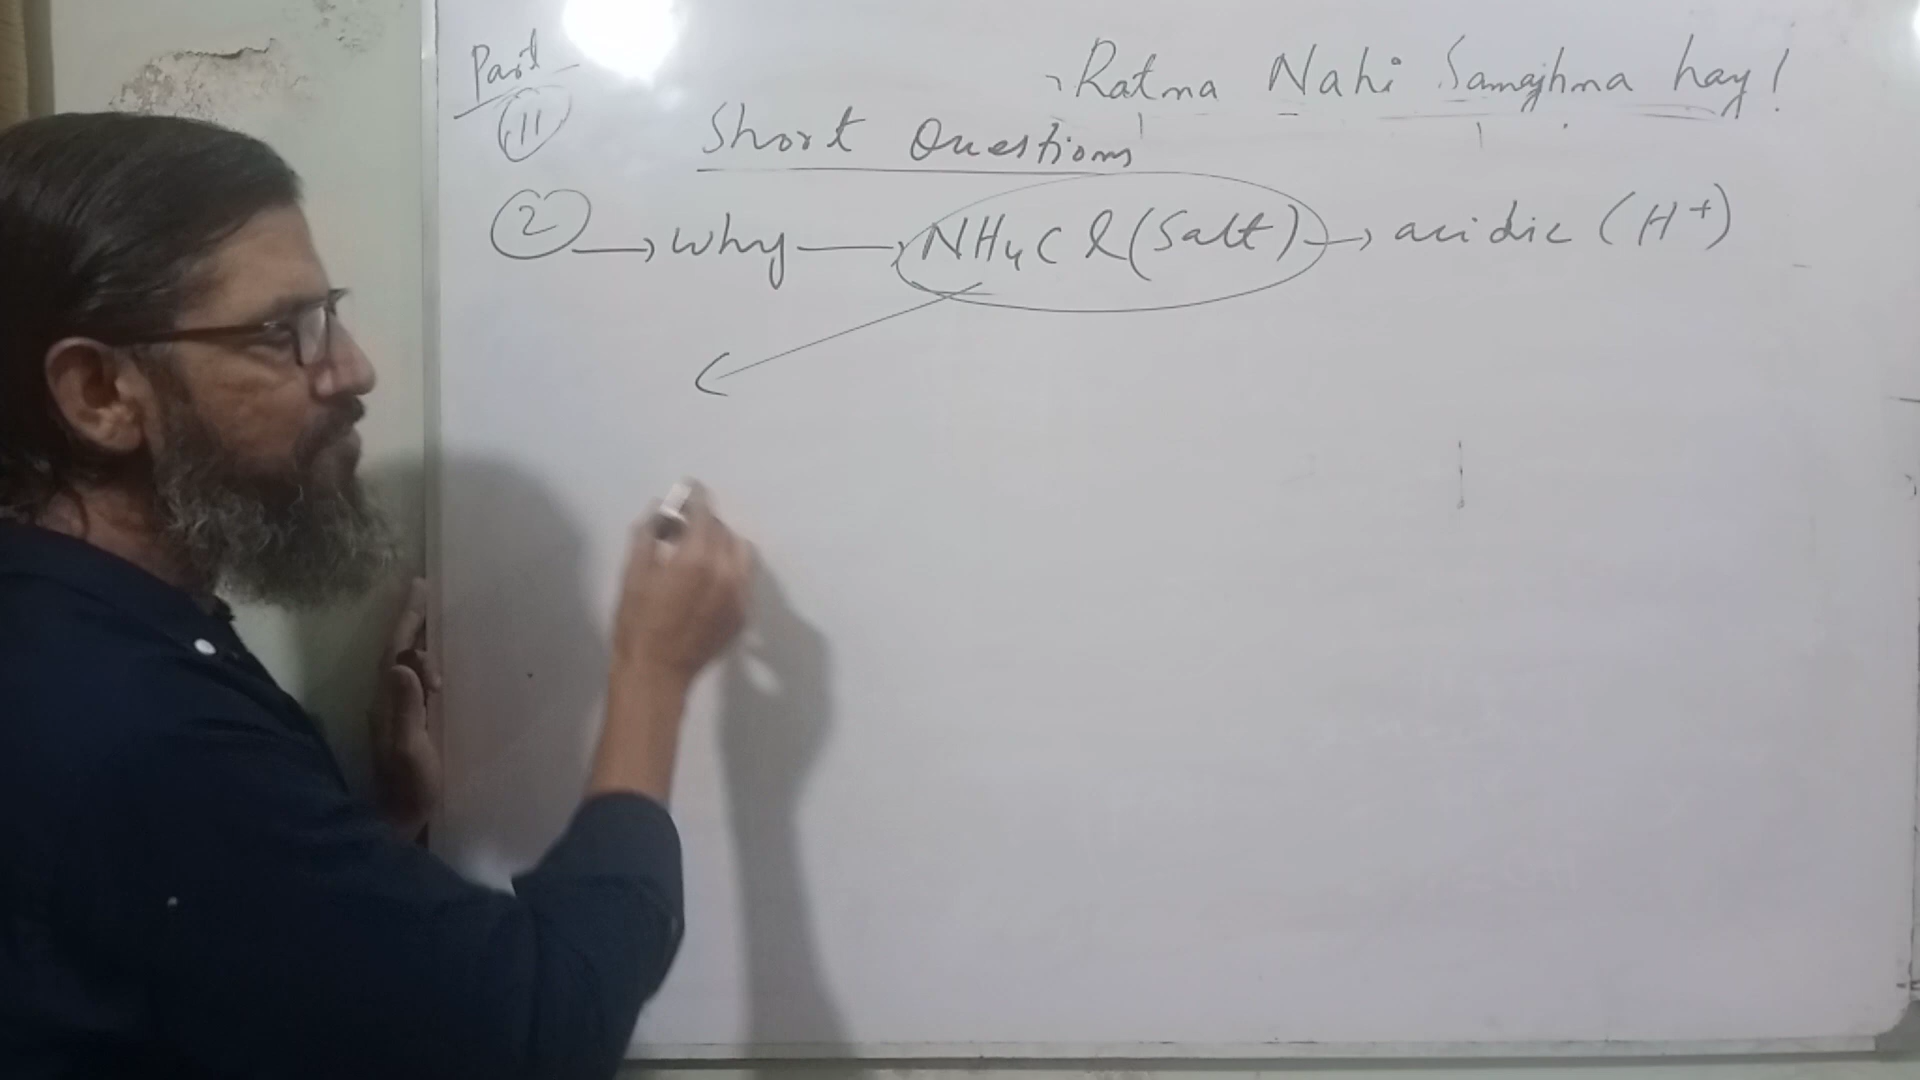 Part
11
Ratna Nahi Samajhna hay!
Short Questions
2 → Why → NH4Cl (Salt) → acidic (H+)